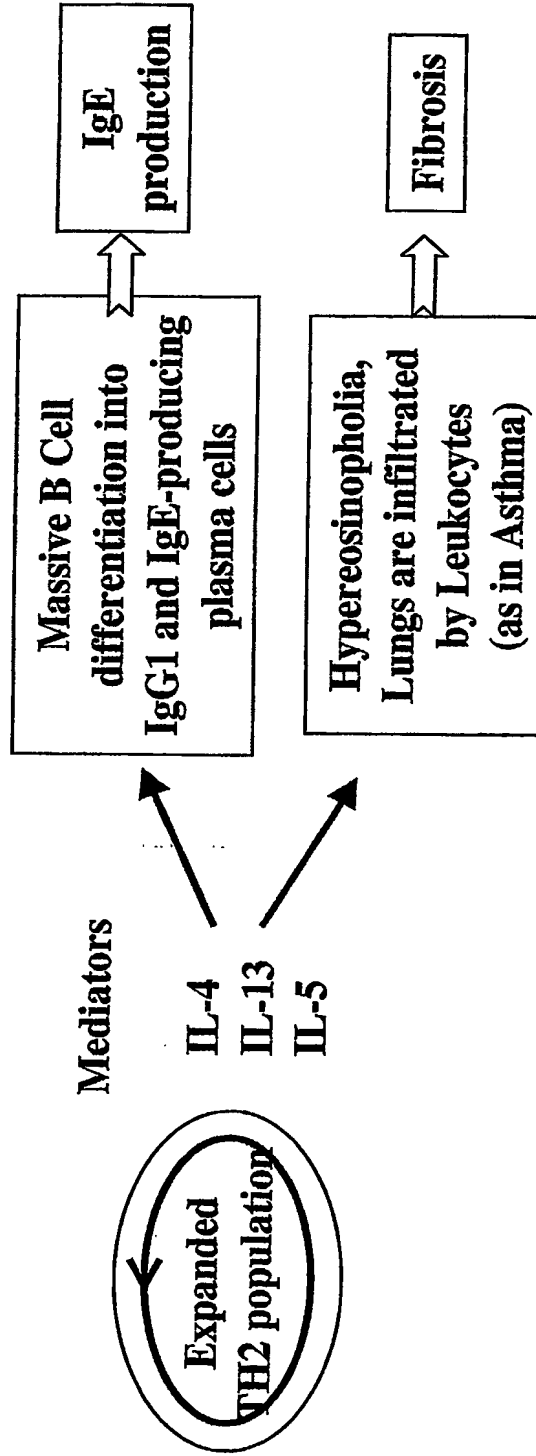 Expanded
TH2 population
Mediators
IL-4
IL-13
IL-5
Massive B Cell
differentiation into
IgG1 and IgE-producing
plasma cells
IgE
production
Hypereosinopholia,
Lungs are infiltrated
by Leukocytes
(as in Asthma)
Fibrosis